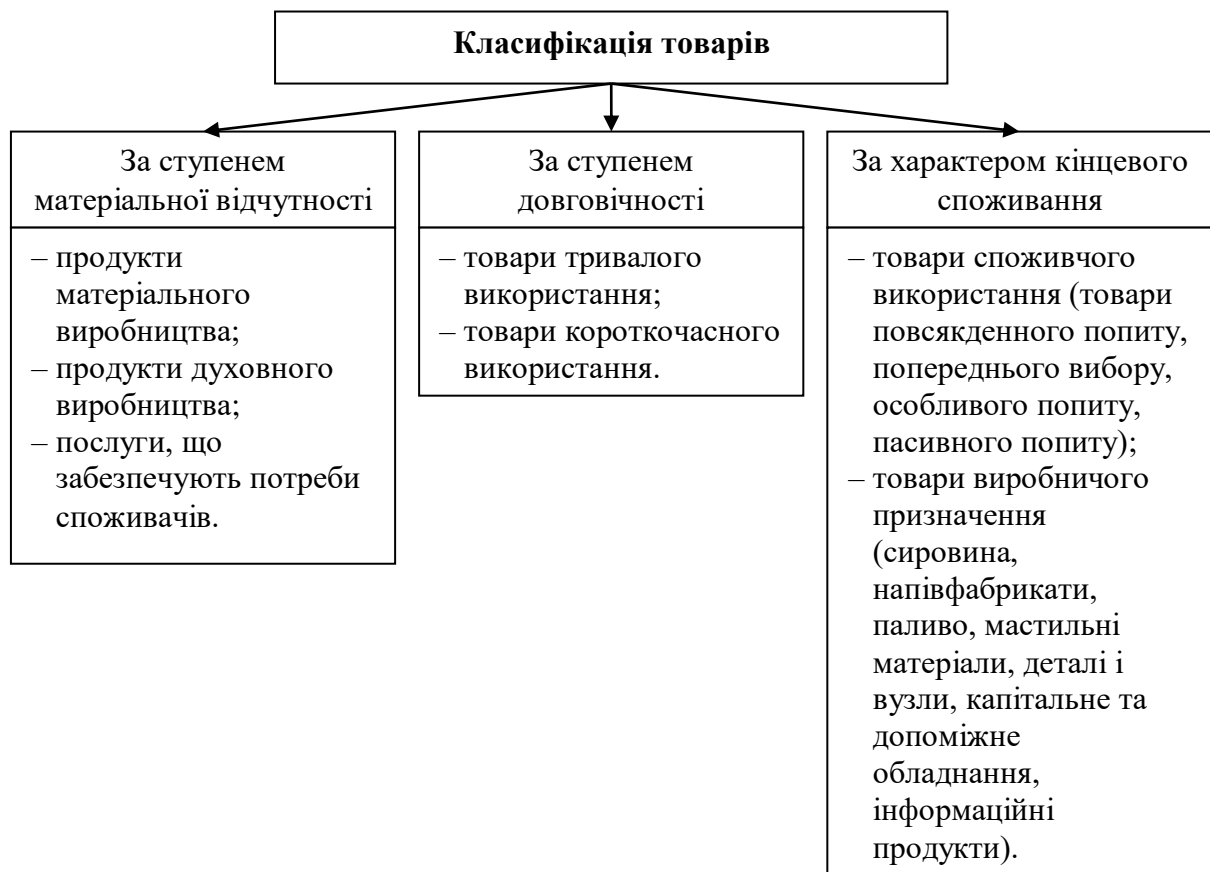 Класифікація товарів
За ступенем
матеріальної відчутності
– продукти
матеріального
виробництва;
– продукти духовного
виробництва;
– послуги, що
забезпечують потреби
споживачів.
За ступенем
довговічності
– товари тривалого
використання;
– товари короткочасного
використання.
За характером кінцевого
споживання
– товари споживчого
використання (товари
повсякденного попиту,
попереднього вибору,
особливого попиту,
пасивного попиту);
– товари виробничого
призначення
(сировина,
напівфабрикати,
паливо, мастильні
матеріали, деталі і
вузли, капітальне та
допоміжне
обладнання,
інформаційні
продукти).